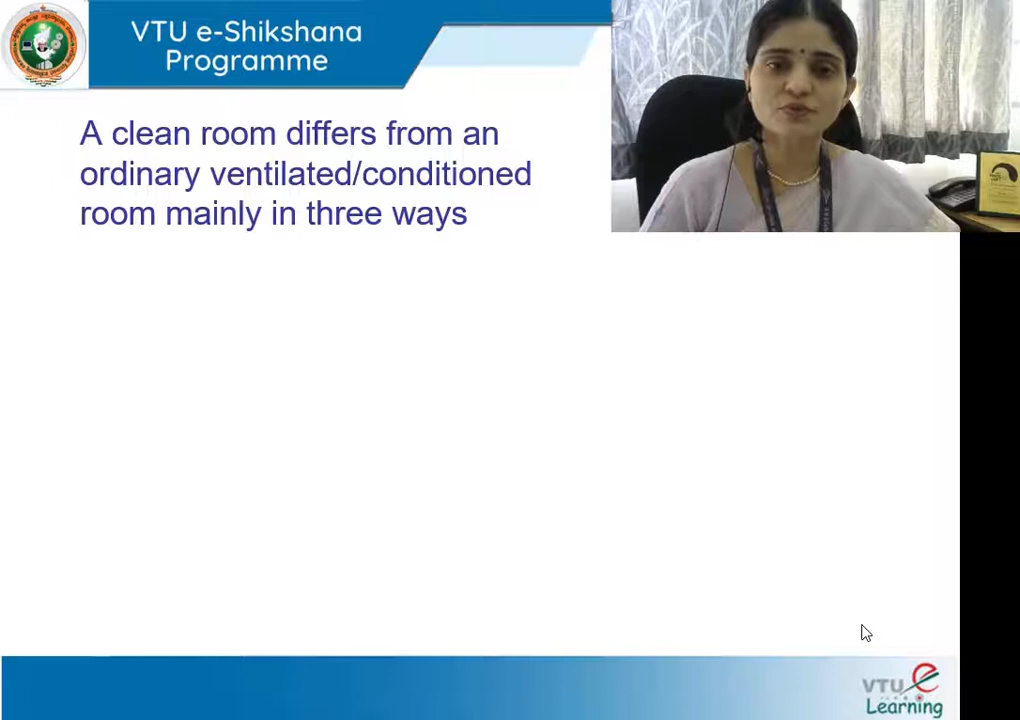 VTU e-Shikshana
Programme
A clean room differs from an
ordinary ventilated/conditioned
room mainly in three ways
VTU e
Learning